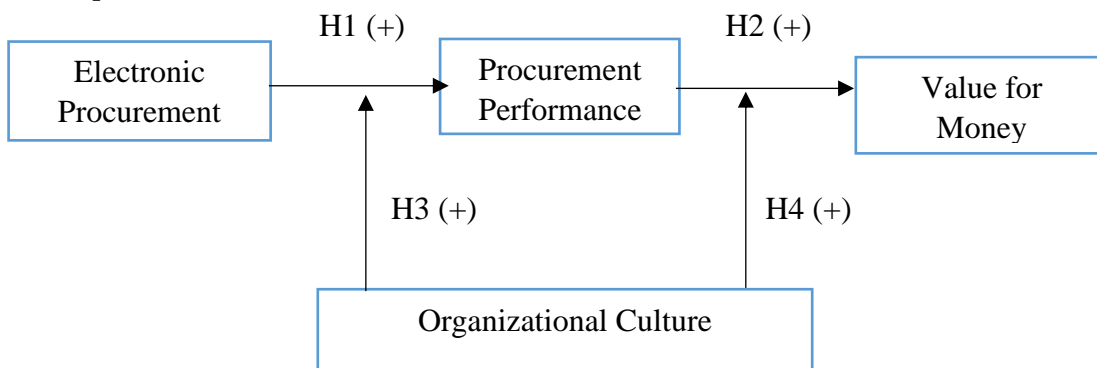 H1 (+)
H2 (+)
Electronic
Procurement
Procurement
Performance
Value for
Money
H3 (+)
H4 (+)
Organizational Culture